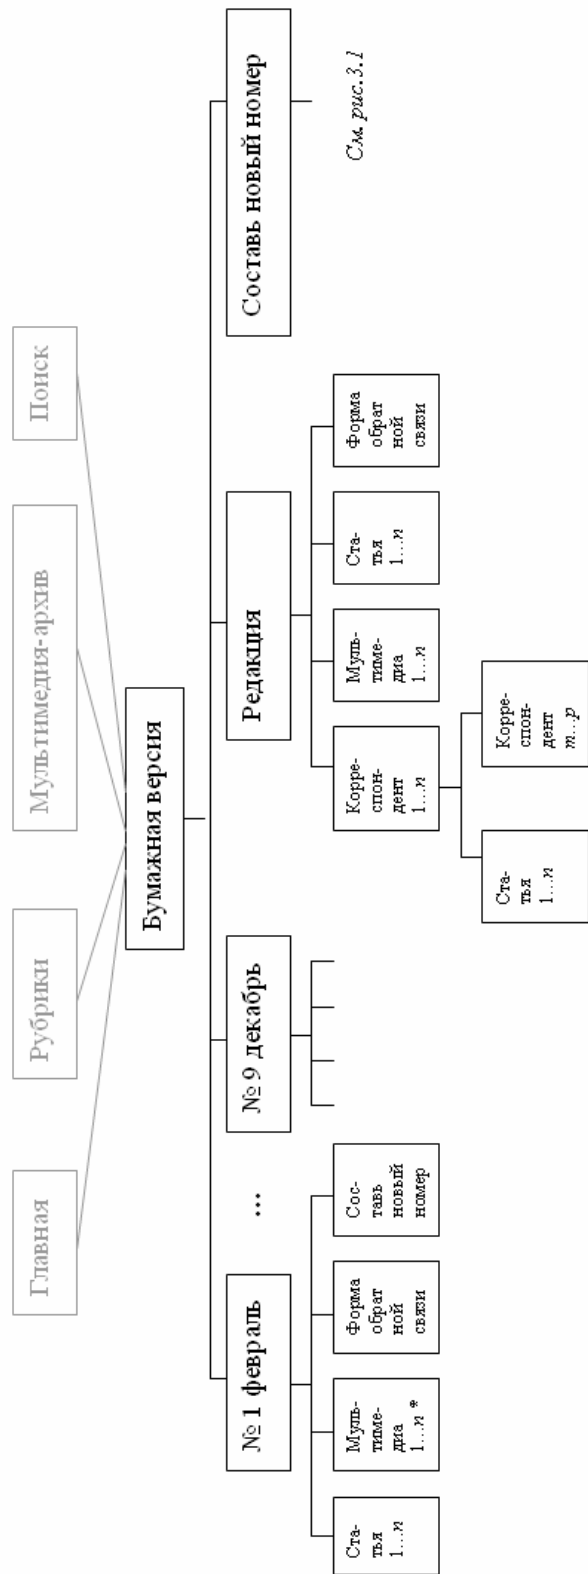 Главная
Рубрики
Мультимедия-архив
Поиск
Бумажная версия
№ 1 февраль
...
№ 9 декабрь
Редакция
Составь новый номер
Ста-
тья
1...n
Муль-
тиме-
диа
1...n *
Форма
обрат
ной
связи
Сос-
тавь
новый
номер
Корре-
спон-
дент
1...n
Муль-
тиме-
диа
1...n
Ста-
тья
1...n
Форма
обрат
ной
связи
См. рис.3.1
Ста-
тья
1...n
Корре-
спон-
дент
m...p